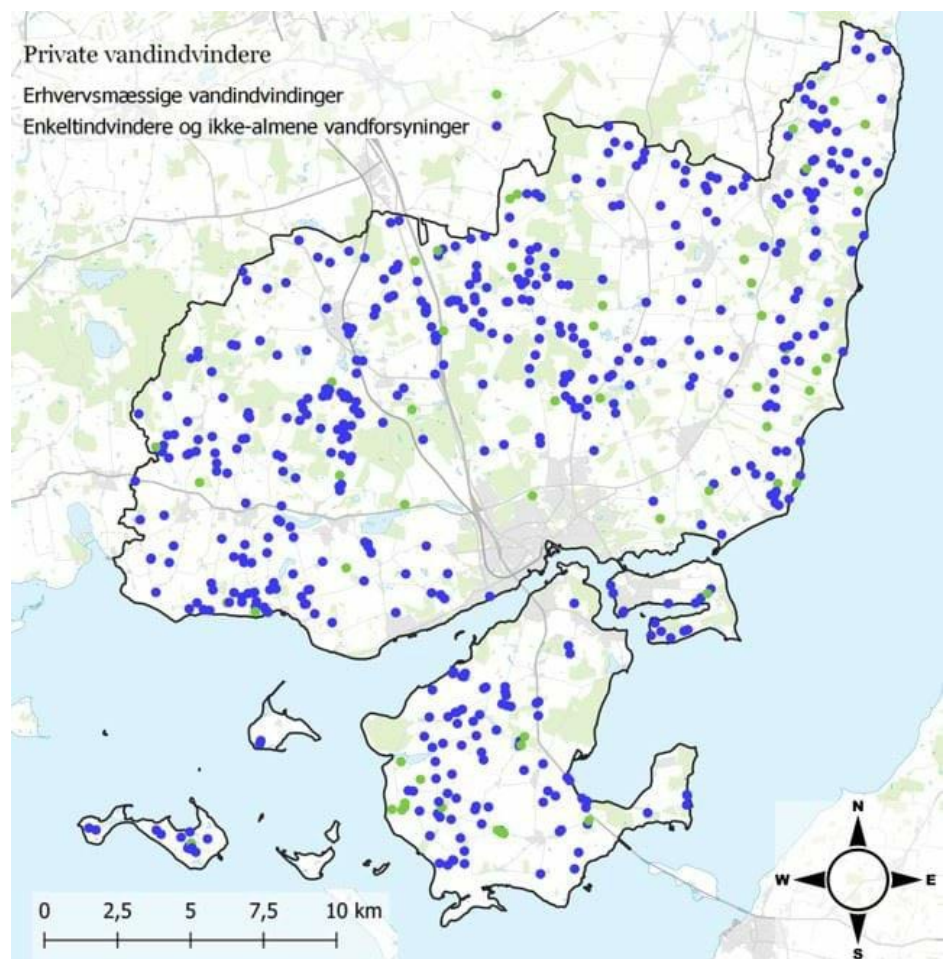 Private vandindvindere
Erhvervsmæssige vandindvindinger
Enkeltindvindere og ikke-almene vandforsyninger
N
W
E
S
0 2,5 5 7,5 10 km